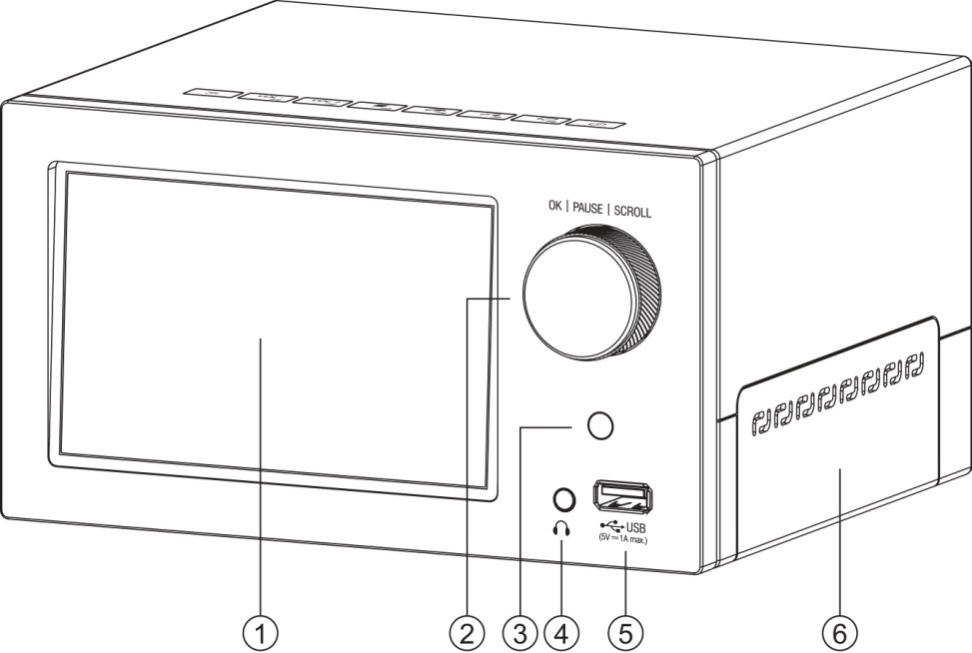 OK | PAUSE | SCROLL
USB
(5V ⎓ 1A max.)
1 2 3 4 5 6